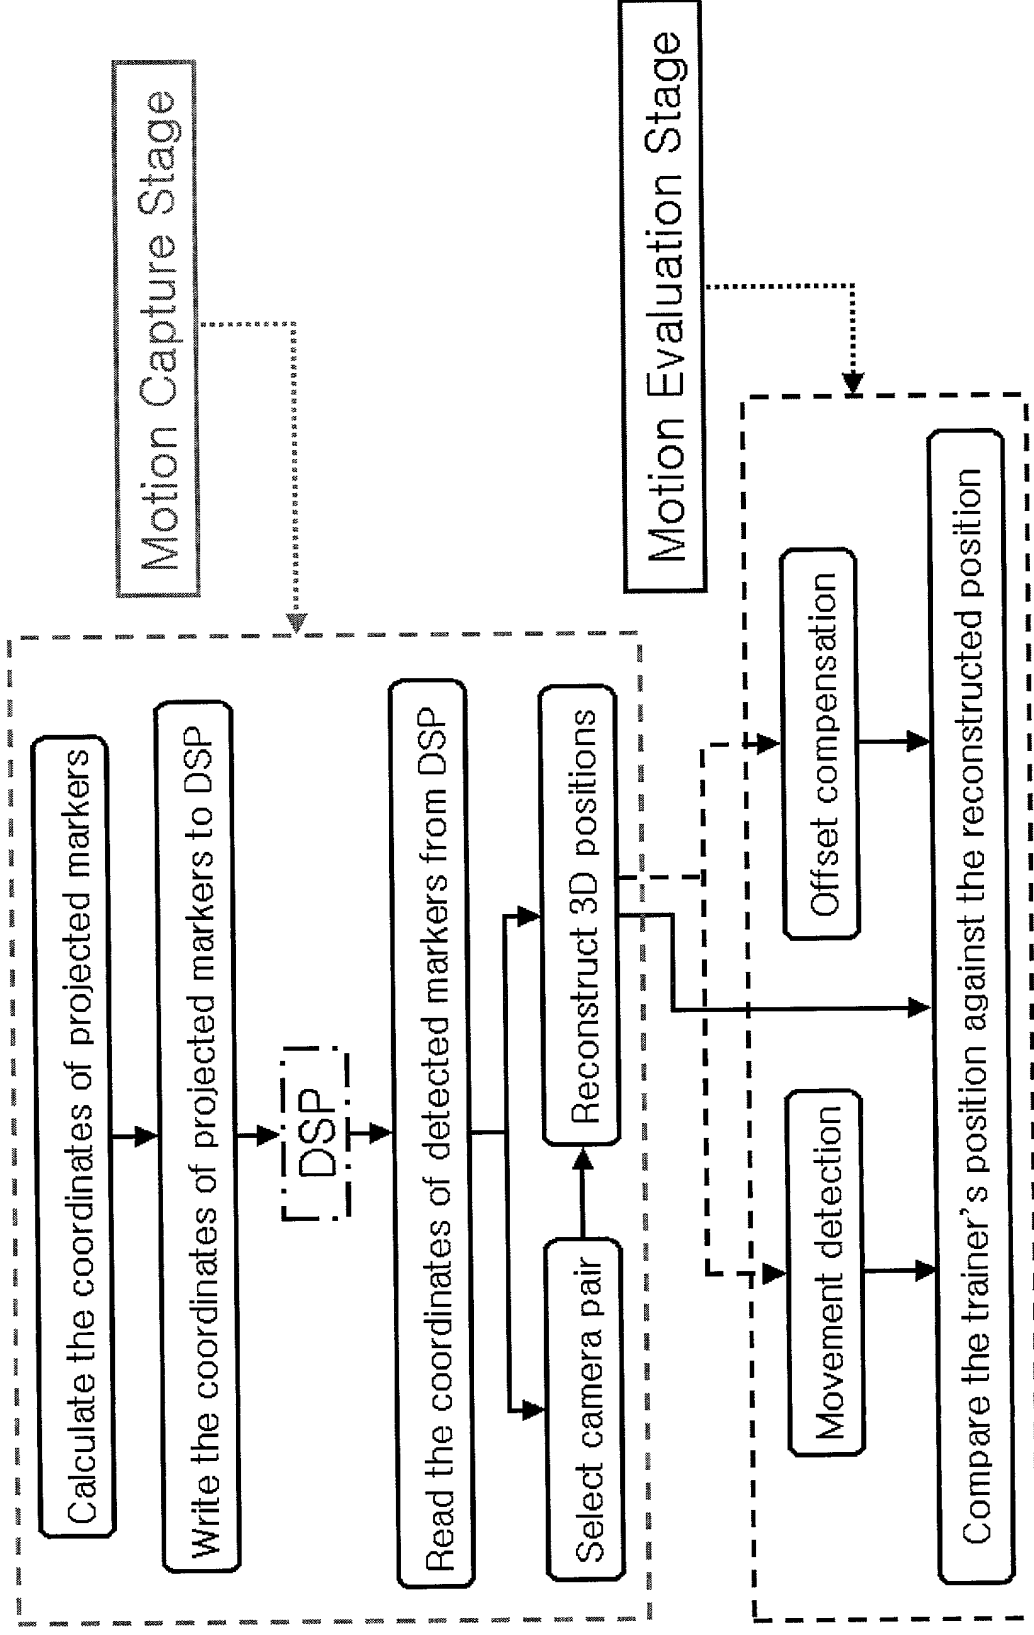 Motion Capture Stage
Calculate the coordinates of projected markers
Write the coordinates of projected markers to DSP
DSP
Read the coordinates of detected markers from DSP
Select camera pair
Reconstruct 3D positions
Motion Evaluation Stage
Movement detection
Offset compensation
Compare the trainer's position against the reconstructed position